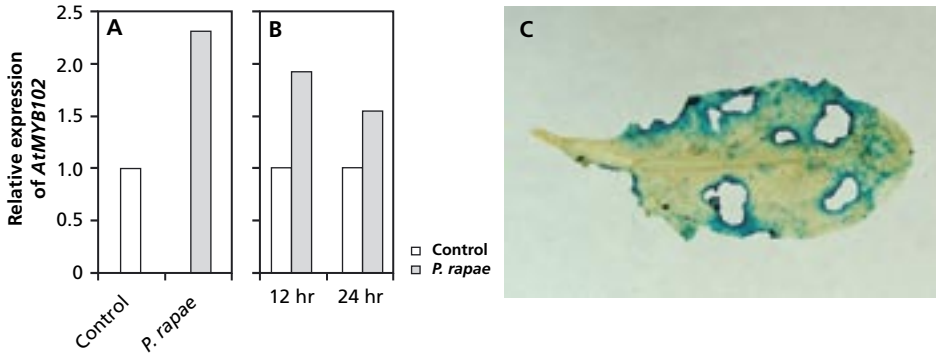 Relative expression
of AtMYB102
2.5
2.0
1.5
1.0
0.5
0
A
Control
P. rapae
B
12 hr
24 hr
Control
P. rapae
C